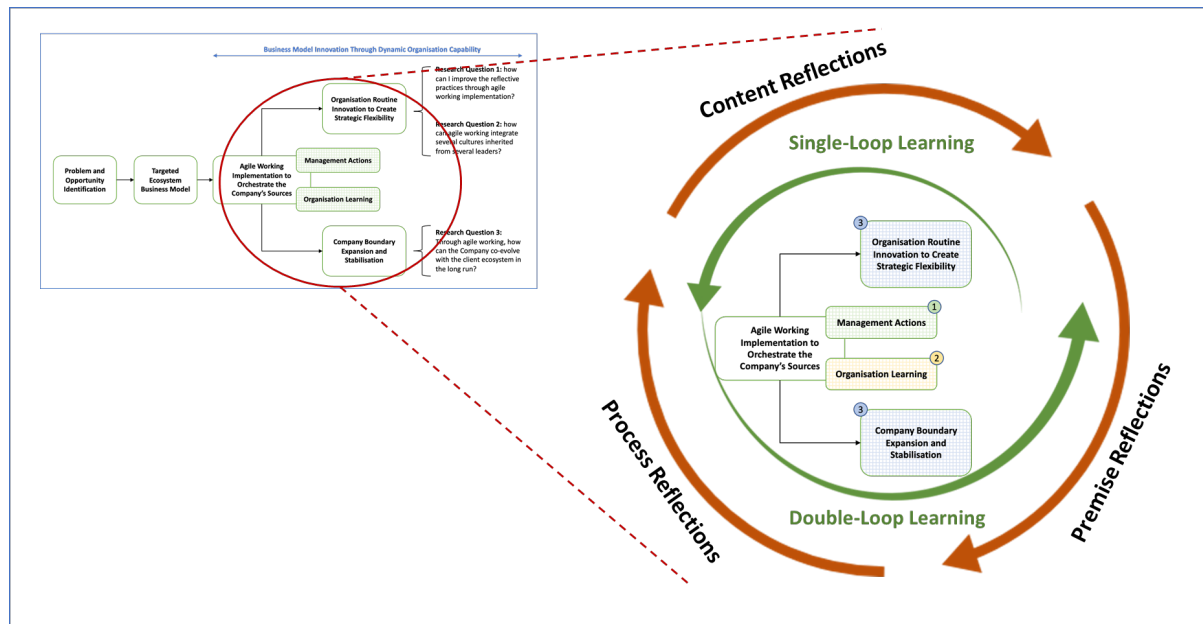 Business Model Innovation Through Dynamic Organisation Capability
Problem and
Opportunity
Identification
Targeted
Ecosystem
Business Model
Agile Working
Implementation to
Orchestrate the
Company's Sources
Organisation Routine
Innovation to Create
Strategic Flexibility
Management Actions
Organisation Learning
Company Boundary
Expansion and
Stabilisation
Research Question 1: how
can I improve the reflective
practices through agile
working implementation?
Research Question 2: how
can agile working integrate
several cultures inherited
from several leaders?
Research Question 3:
Through agile working, how
can the Company co-evolve
with the client ecosystem in
the long run?
Content Reflections
Single-Loop Learning
3
Organisation Routine
Innovation to Create
Strategic Flexibility
Agile Working
Implementation to
Orchestrate the
Company's Sources
1
Management Actions
2
Organisation Learning
3
Company Boundary
Expansion and
Stabilisation
Double-Loop Learning
Process Reflections
Premise Reflections